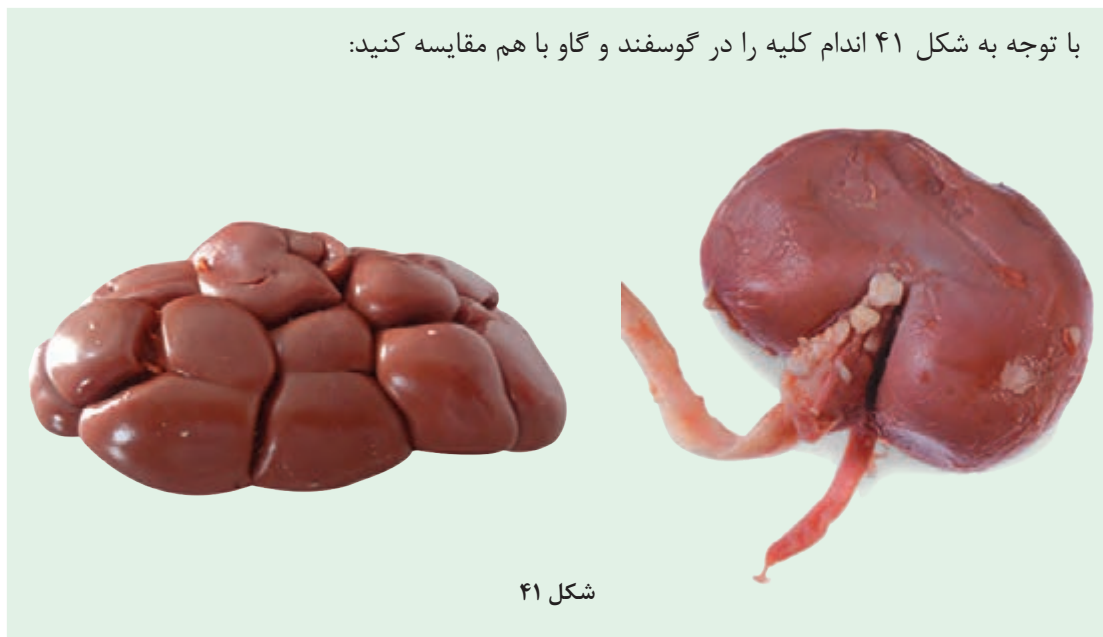 با توجه به شکل ۴۱ اندام کلیه را در گوسفند و گاو با هم مقایسه کنید:
شکل ۴۱